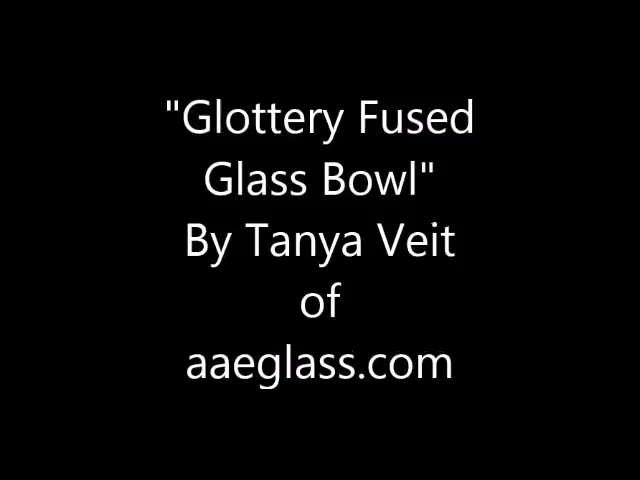 "Glottery Fused
Glass Bowl"
By Tanya Veit
of
aaeglass.com